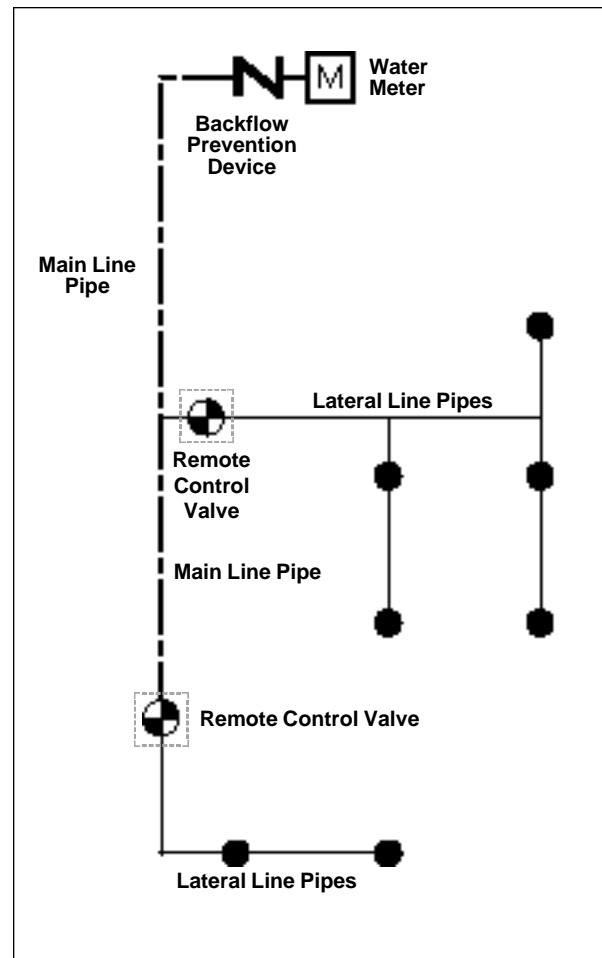 M
Water
Meter
Backflow
Prevention
Device
Main Line
Pipe
Lateral Line Pipes
Remote
Control
Valve
Main Line Pipe
Remote Control Valve
Lateral Line Pipes